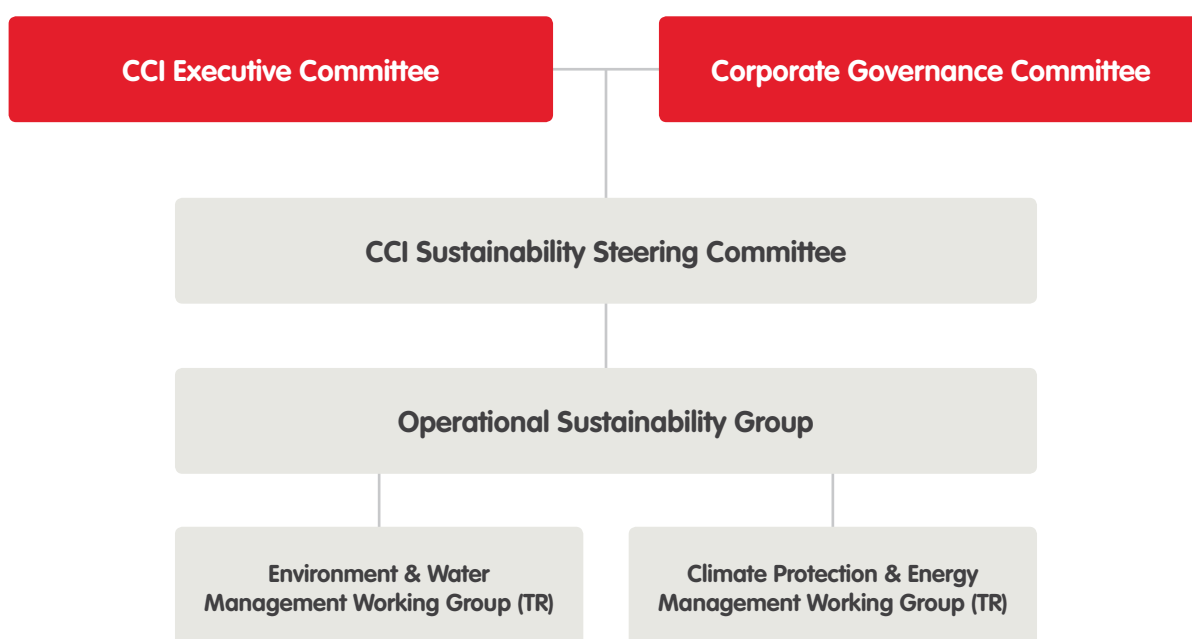 CCI Executive Committee
Corporate Governance Committee
CCI Sustainability Steering Committee
Operational Sustainability Group
Environment & Water
Management Working Group (TR)
Climate Protection & Energy
Management Working Group (TR)